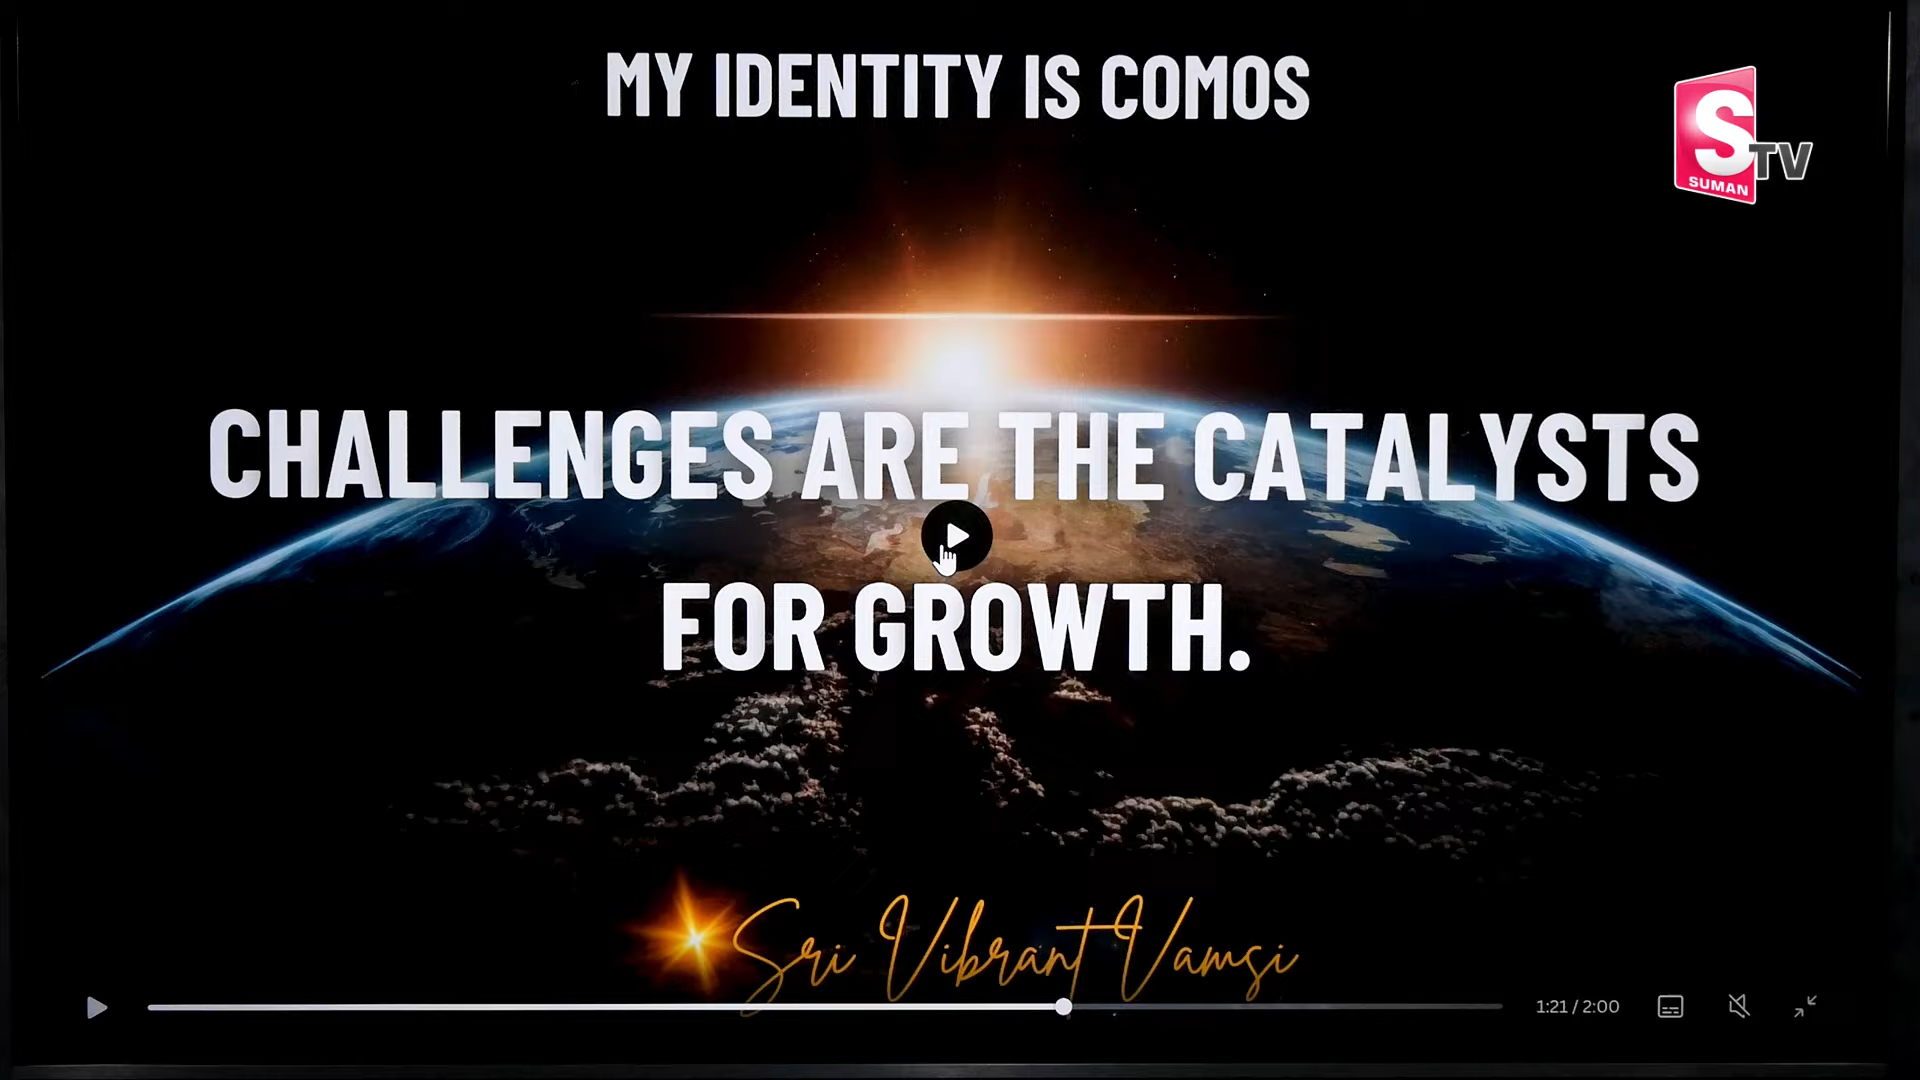 MY IDENTITY IS COMOS
S
TV
SUMAN
CHALLENGES ARE THE CATALYSTS
FOR GROWTH.
Sri Vibrant Vamsi
1:21 / 2:00